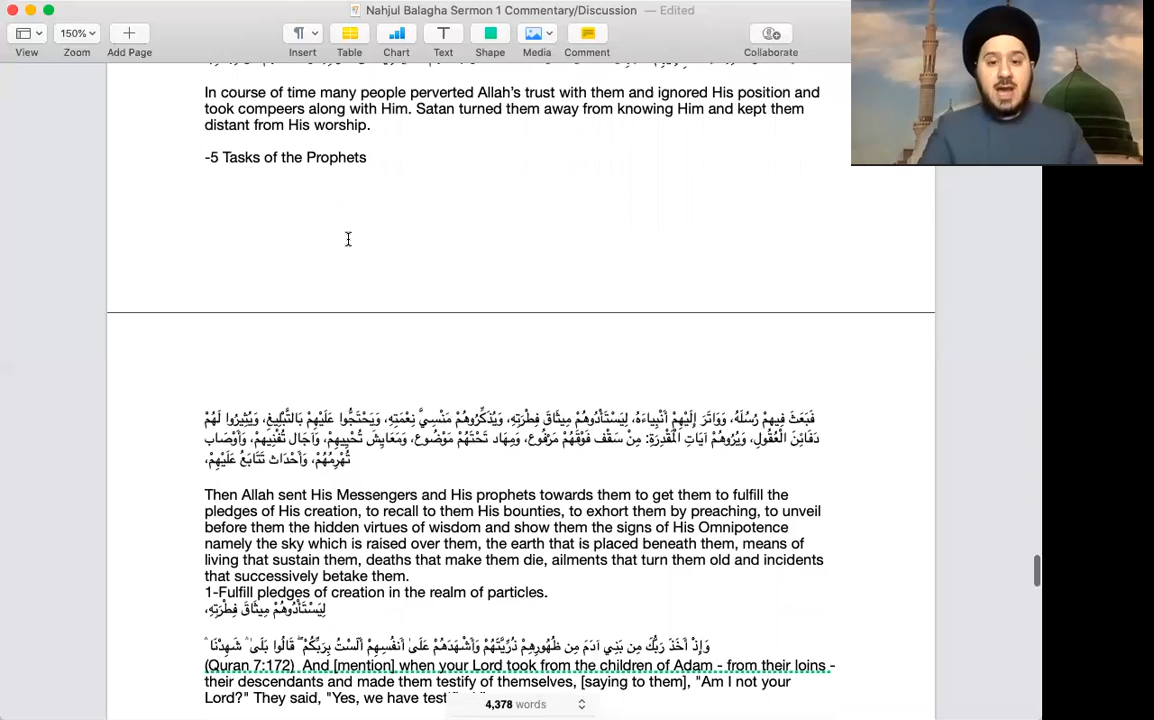 Nahjul Balagha Sermon 1 Commentary/Discussion — Edited
150%
View Zoom Add Page Insert Table Chart Text Shape Media Comment Collaborate
In course of time many people perverted Allah's trust with them and ignored His position and
took compeers along with Him. Satan turned them away from knowing Him and kept them
distant from His worship.
-5 Tasks of the Prophets
فَبَعَثَ فِيهِمْ رُسُلَهُ، وَوَاتَرَ إِلَيْهِمْ أَنْبِياءَهُ، لِيَسْتَأْدُوهُمْ مِيثَاقَ فِطْرَتِهِ، وَيُذَكِّرُوهُمْ مَنْسِيَّ نِعْمَتِهِ، وَيَحْتَجُّوا عَلَيْهِمْ بَالتَّبْلِيغِ، وَيُثِيرُوا لَهُمْ
دَفَائِنَ الْعُقُولِ، وَيُرُوهُمْ آيَاتِ الْمَقْدِرَةِ: مِنْ سَقْف فَوْقَهُمْ مَرْفُوع، وَمِهَاد تَحْتَهُمْ مَوْضُوع، وَمَعَايِشَ تُحْيِيهِمْ، وَآجَال تُفْنِيهِمْ، وَأَوْصَاب
تُهْرِمُهُمْ، وَأَحْدَاث تَتَابَعُ عَلَيْهِمْ،
Then Allah sent His Messengers and His prophets towards them to get them to fulfill the
pledges of His creation, to recall to them His bounties, to exhort them by preaching, to unveil
before them the hidden virtues of wisdom and show them the signs of His Omnipotence
namely the sky which is raised over them, the earth that is placed beneath them, means of
living that sustain them, deaths that make them die, ailments that turn them old and incidents
that successively betake them.
1-Fulfill pledges of creation in the realm of particles.
لِيَسْتَأْدُوهُمْ مِيثَاقَ فِطْرَتِهِ،
وَإِذْ أَخَذَ رَبُّكَ مِن بَنِي آدَمَ مِن ظُهُورِهِمْ ذُرِّيَّتَهُمْ وَأَشْهَدَهُمْ عَلَىٰ أَنفُسِهِمْ أَلَسْتُ بِرَبِّكُمْ ۖ قَالُوا بَلَىٰ ۛ شَهِدْنَا ۛ
(Quran 7:172) And [mention] when your Lord took from the children of Adam - from their loins -
their descendants and made them testify of themselves, [saying to them], "Am I not your
Lord?" They said, "Yes, we have
4,378 words